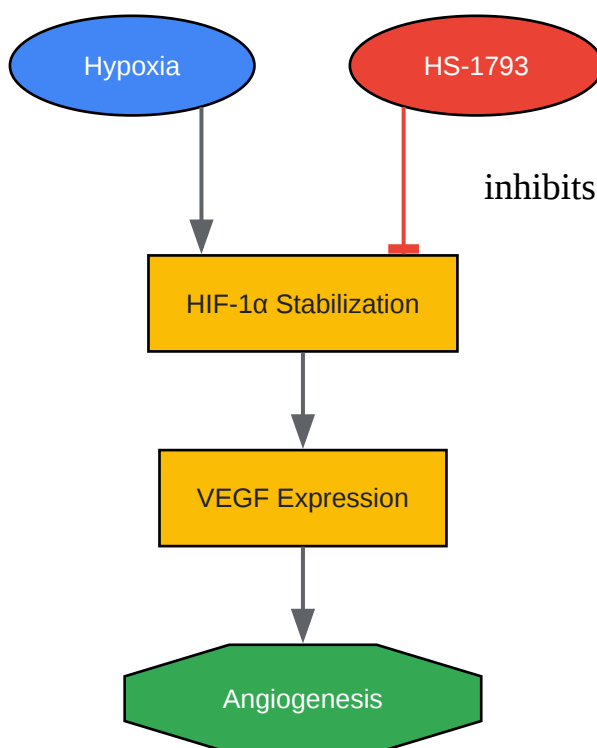 Hypoxia
HS-1793
inhibits
HIF-1α Stabilization
VEGF Expression
Angiogenesis